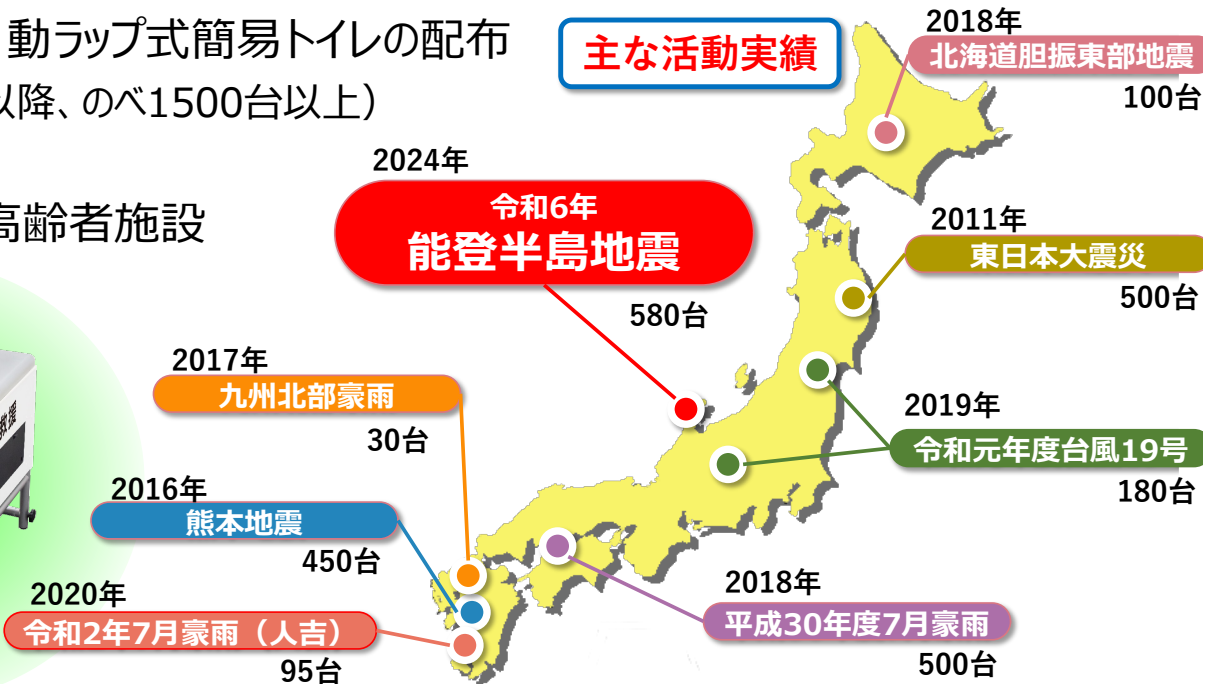 動ラップ式簡易トイレの配布
以降、のべ1500台以上）
高齢者施設
主な活動実績
2018年
北海道胆振東部地震
100台
2024年
令和6年
能登半島地震
580台
2011年
東日本大震災
500台
2017年
九州北部豪雨
30台
2019年
令和元年度台風19号
180台
2016年
熊本地震
450台
2018年
平成30年度7月豪雨
500台
2020年
令和2年7月豪雨（人吉）
95台
救援